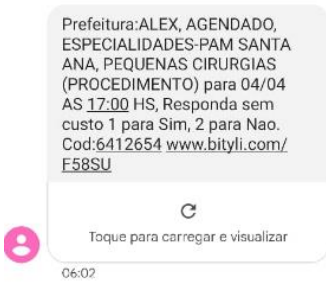 Prefeitura:ALEX, AGENDADO,
ESPECIALIDADES-PAM SANTA
ANA, PEQUENAS CIRURGIAS
(PROCEDIMENTO) para 04/04
AS 17:00 HS, Responda sem
custo 1 para Sim, 2 para Nao.
Cod:6412654 www.bityli.com/
F58SU
Toque para carregar e visualizar
06:02